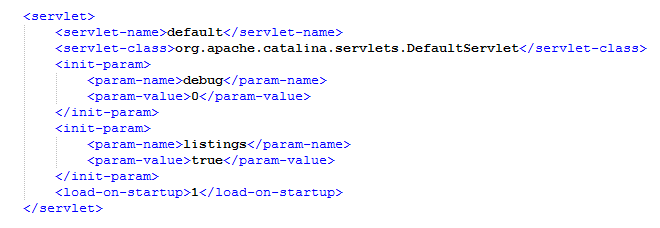 <servlet>
    <servlet-name>default</servlet-name>
    <servlet-class>org.apache.catalina.servlets.DefaultServlet</servlet-class>
    <init-param>
        <param-name>debug</param-name>
        <param-value>0</param-value>
    </init-param>
    <init-param>
        <param-name>listings</param-name>
        <param-value>true</param-value>
    </init-param>
    <load-on-startup>1</load-on-startup>
</servlet>